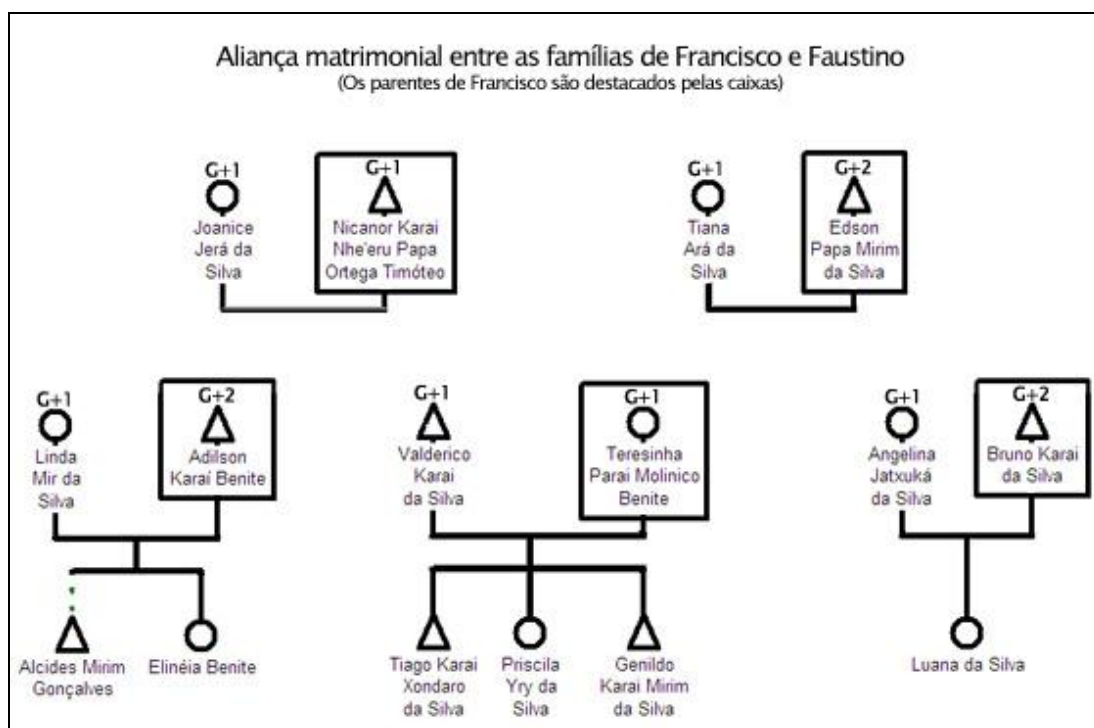 Aliança matrimonial entre as famílias de Francisco e Faustino
(Os parentes de Francisco são destacados pelas caixas)
G+1
Joanice
Jerá da
Silva
G+1
Nicanor Karai
Nhe'eru Papa
Ortega Timóteo
G+1
Tiana
Ará da
Silva
G+2
Edson
Papa Mirim
da Silva
G+1
Linda
Mir da
Silva
G+2
Adilson
Karaí Benite
G+1
Valderico
Karai
da Silva
G+1
Teresinha
Parai Molinico
Benite
G+1
Angelina
Jatxuká
da Silva
G+2
Bruno Karai
da Silva
Alcides Mirim
Gonçalves
Elinéia Benite
Tiago Karai
Xondaro
da Silva
Priscila
Yry da
Silva
Genildo
Karai Mirim
da Silva
Luana da Silva